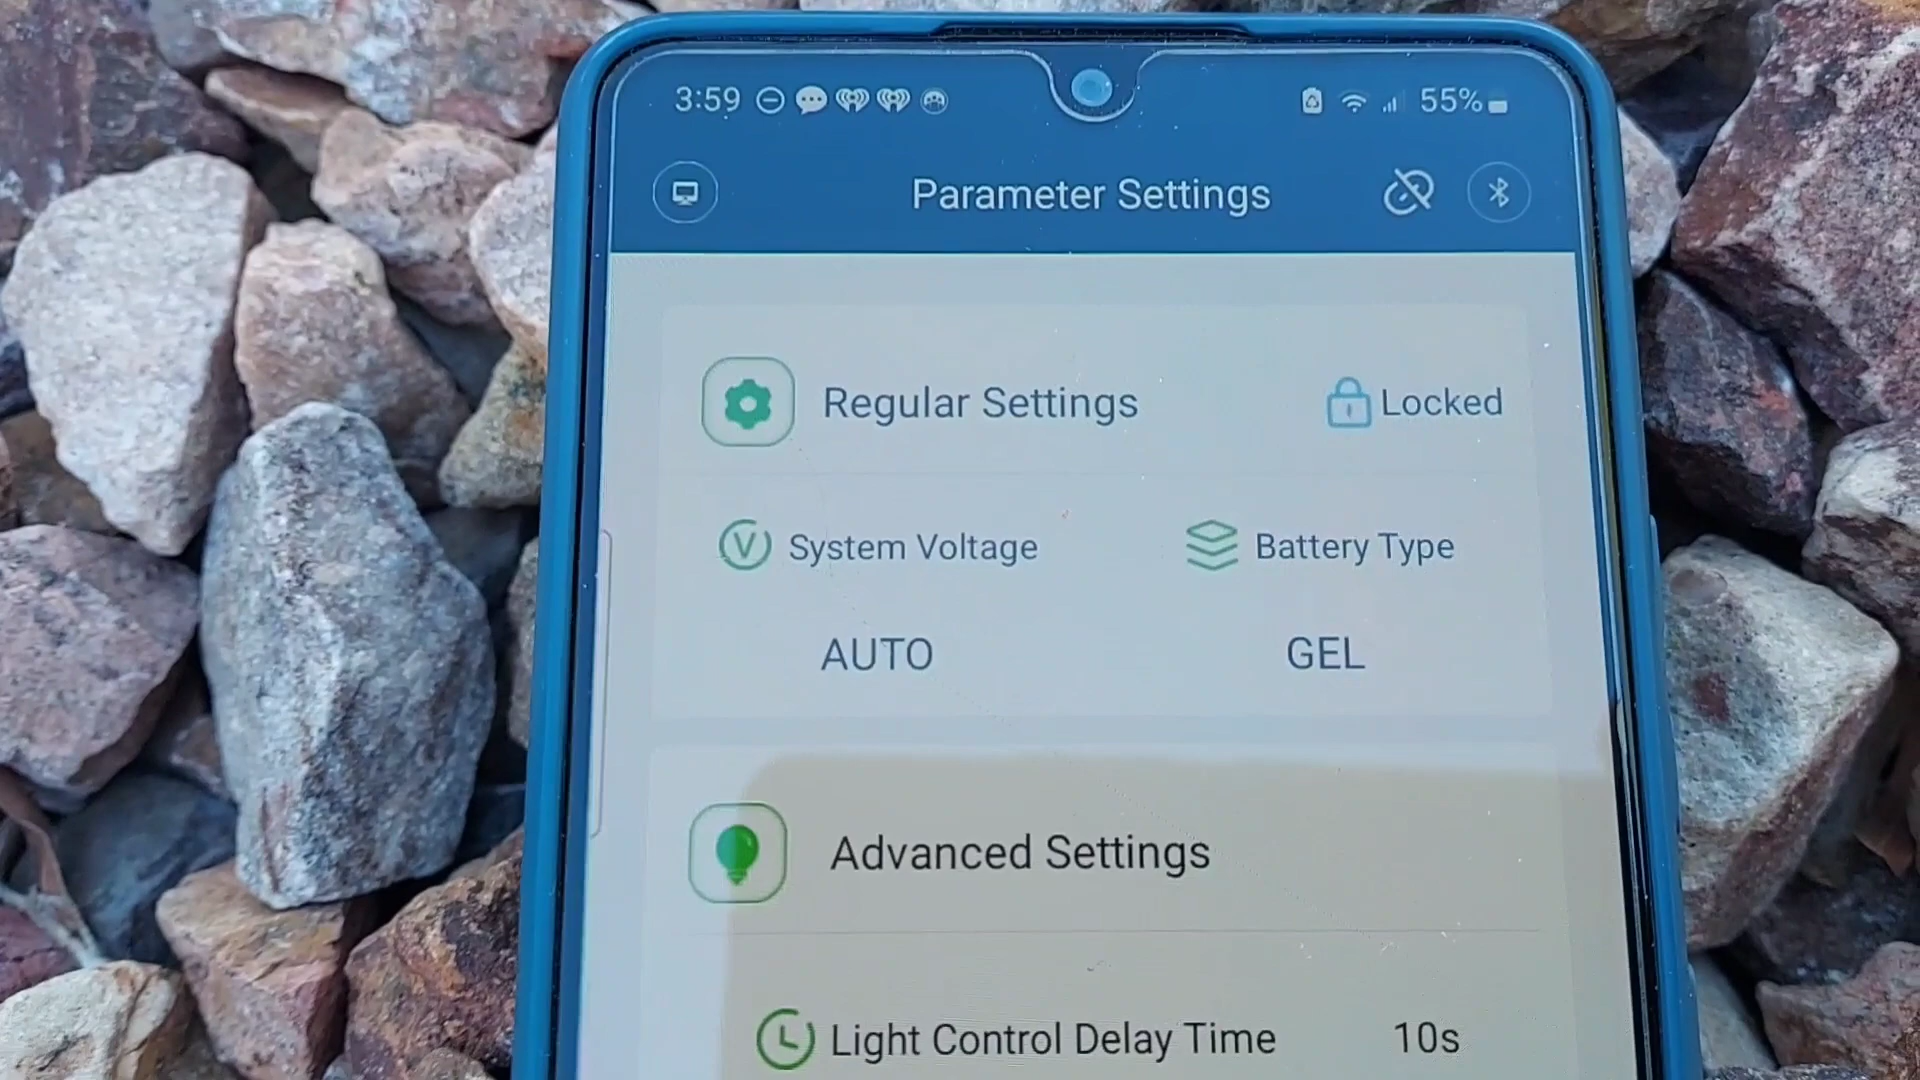 3:59 55%
Parameter Settings
Regular Settings Locked
V System Voltage Battery Type
AUTO GEL
Advanced Settings
Light Control Delay Time 10s